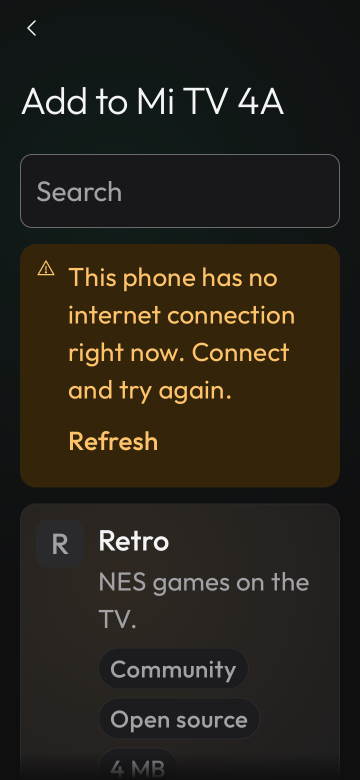 Add to Mi TV 4A
Search
This phone has no
internet connection
right now. Connect
and try again.
Refresh
R
Retro
NES games on the
TV.
Community
Open source
4 MB